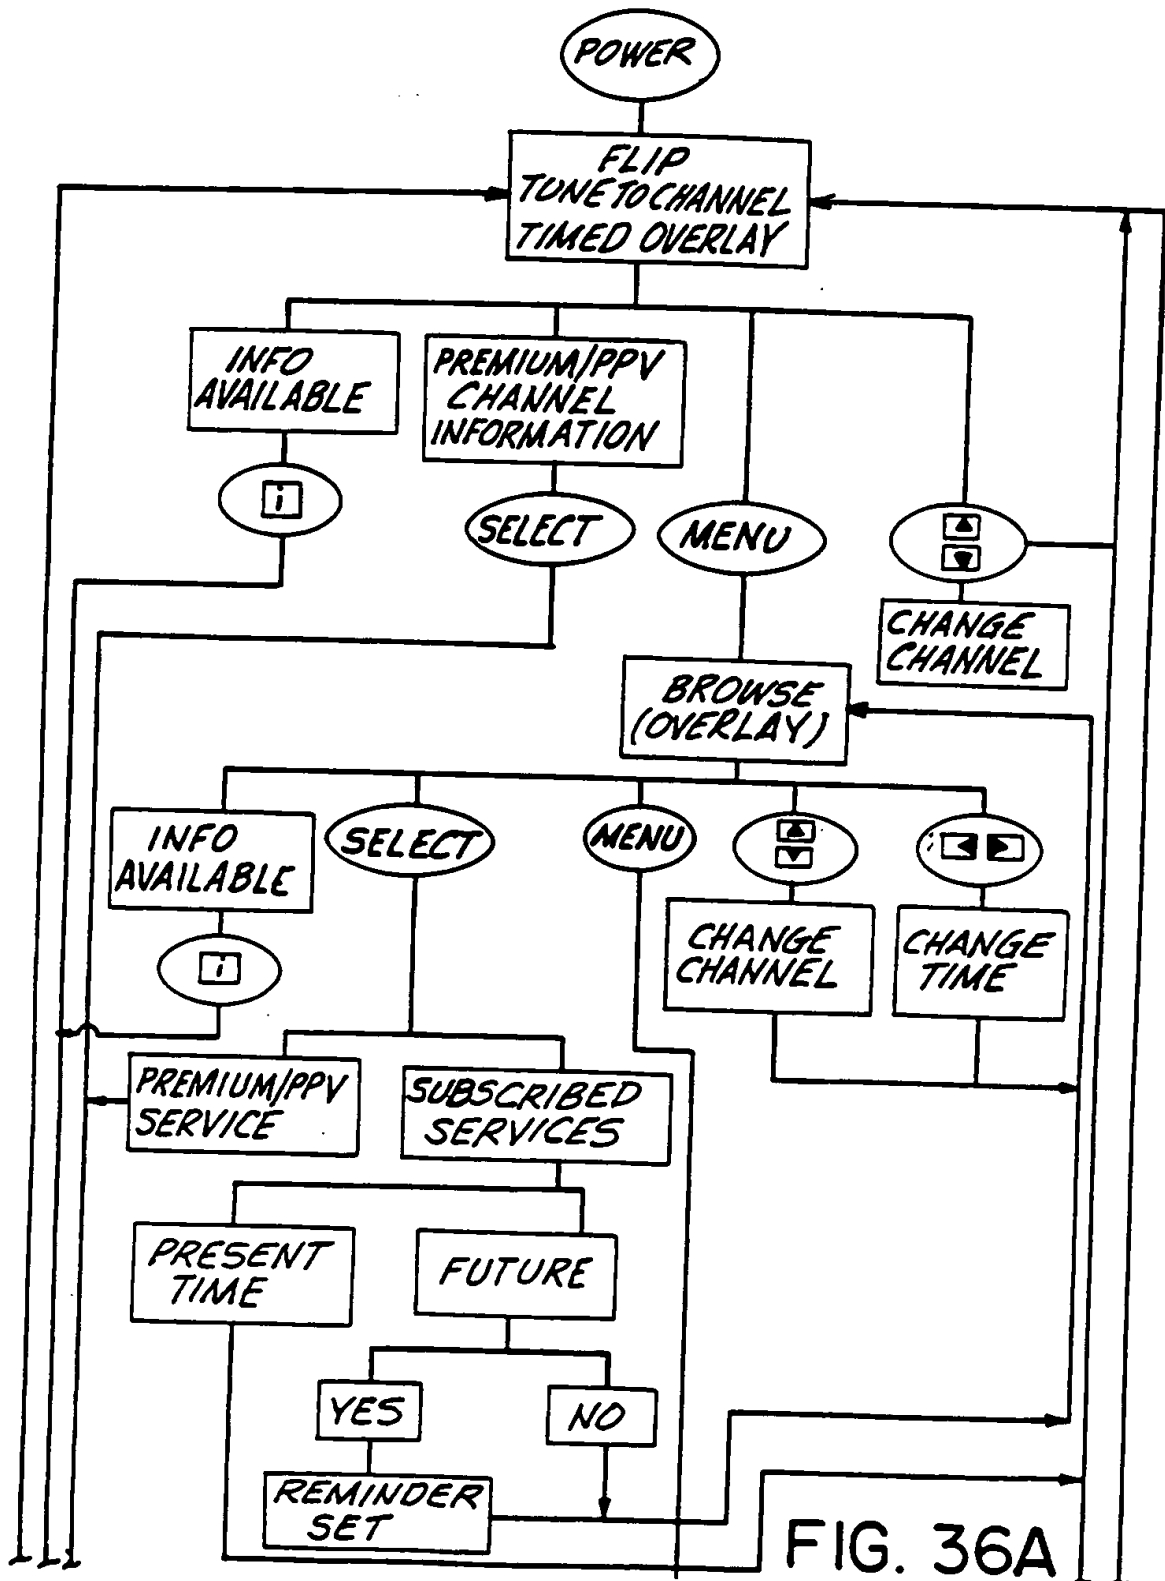 POWER
FLIP
TUNE TO CHANNEL
TIMED OVERLAY
INFO
AVAILABLE
PREMIUM/PPV
CHANNEL
INFORMATION
i
SELECT
MENU
CHANGE
CHANNEL
BROWSE
(OVERLAY)
INFO
AVAILABLE
SELECT
MENU
i
CHANGE
CHANNEL
CHANGE
TIME
PREMIUM/PPV
SERVICE
SUBSCRIBED
SERVICES
PRESENT
TIME
FUTURE
YES
NO
REMINDER
SET
FIG. 36A